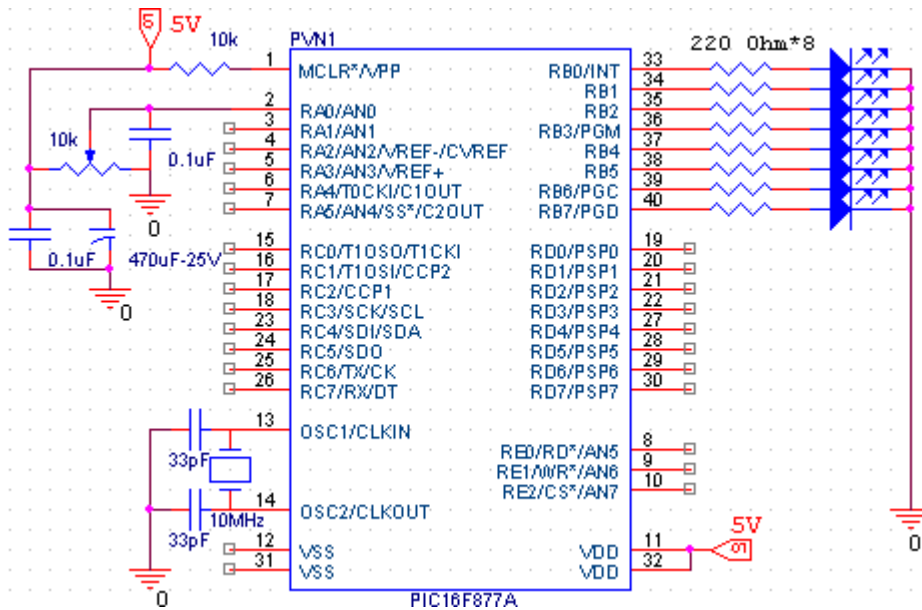 5V
10k
PVN1
220 Ohm*8
1 MCLR*/VPP
RB0/INT 33
RB1 34
2 RA0/AN0
RB2 35
3 RA1/AN1
RB3/PGM 36
10k
0.1uF
4 RA2/AN2/VREF-/CVREF
RB4 37
5 RA3/AN3/VREF+
RB5 38
6 RA4/T0CKI/C1OUT
RB6/PGC 39
7 RA5/AN4/SS*/C2OUT
RB7/PGD 40
0
0.1uF
470uF-25V
15 RC0/T1OSO/T1CKI
RD0/PSP0 19
16 RC1/T1OSI/CCP2
RD1/PSP1 20
17 RC2/CCP1
RD2/PSP2 21
0
18 RC3/SCK/SCL
RD3/PSP3 22
23 RC4/SDI/SDA
RD4/PSP4 27
24 RC5/SDO
RD5/PSP5 28
25 RC6/TX/CK
RD6/PSP6 29
26 RC7/RX/DT
RD7/PSP7 30
13 OSC1/CLKIN
33pF
RE0/RD*/AN5 8
RE1/WR*/AN6 9
RE2/CS*/AN7 10
14 OSC2/CLKOUT
10MHz
33pF
5V
0
12 VSS
VDD 11
31 VSS
VDD 32
0
PIC16F877A